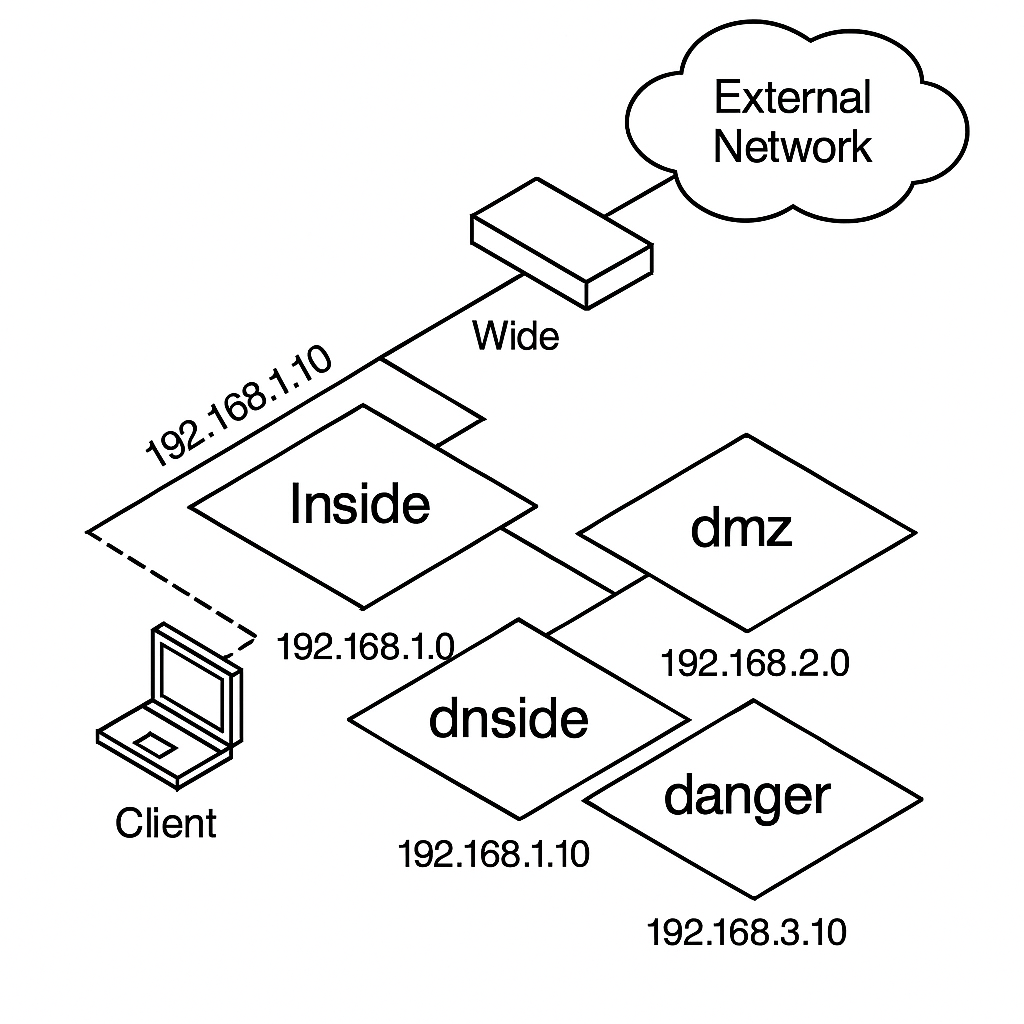 External
Network
Wide
192.168.1.10
Inside
dmz
192.168.1.0
192.168.2.0
dnside
danger
Client
192.168.1.10
192.168.3.10